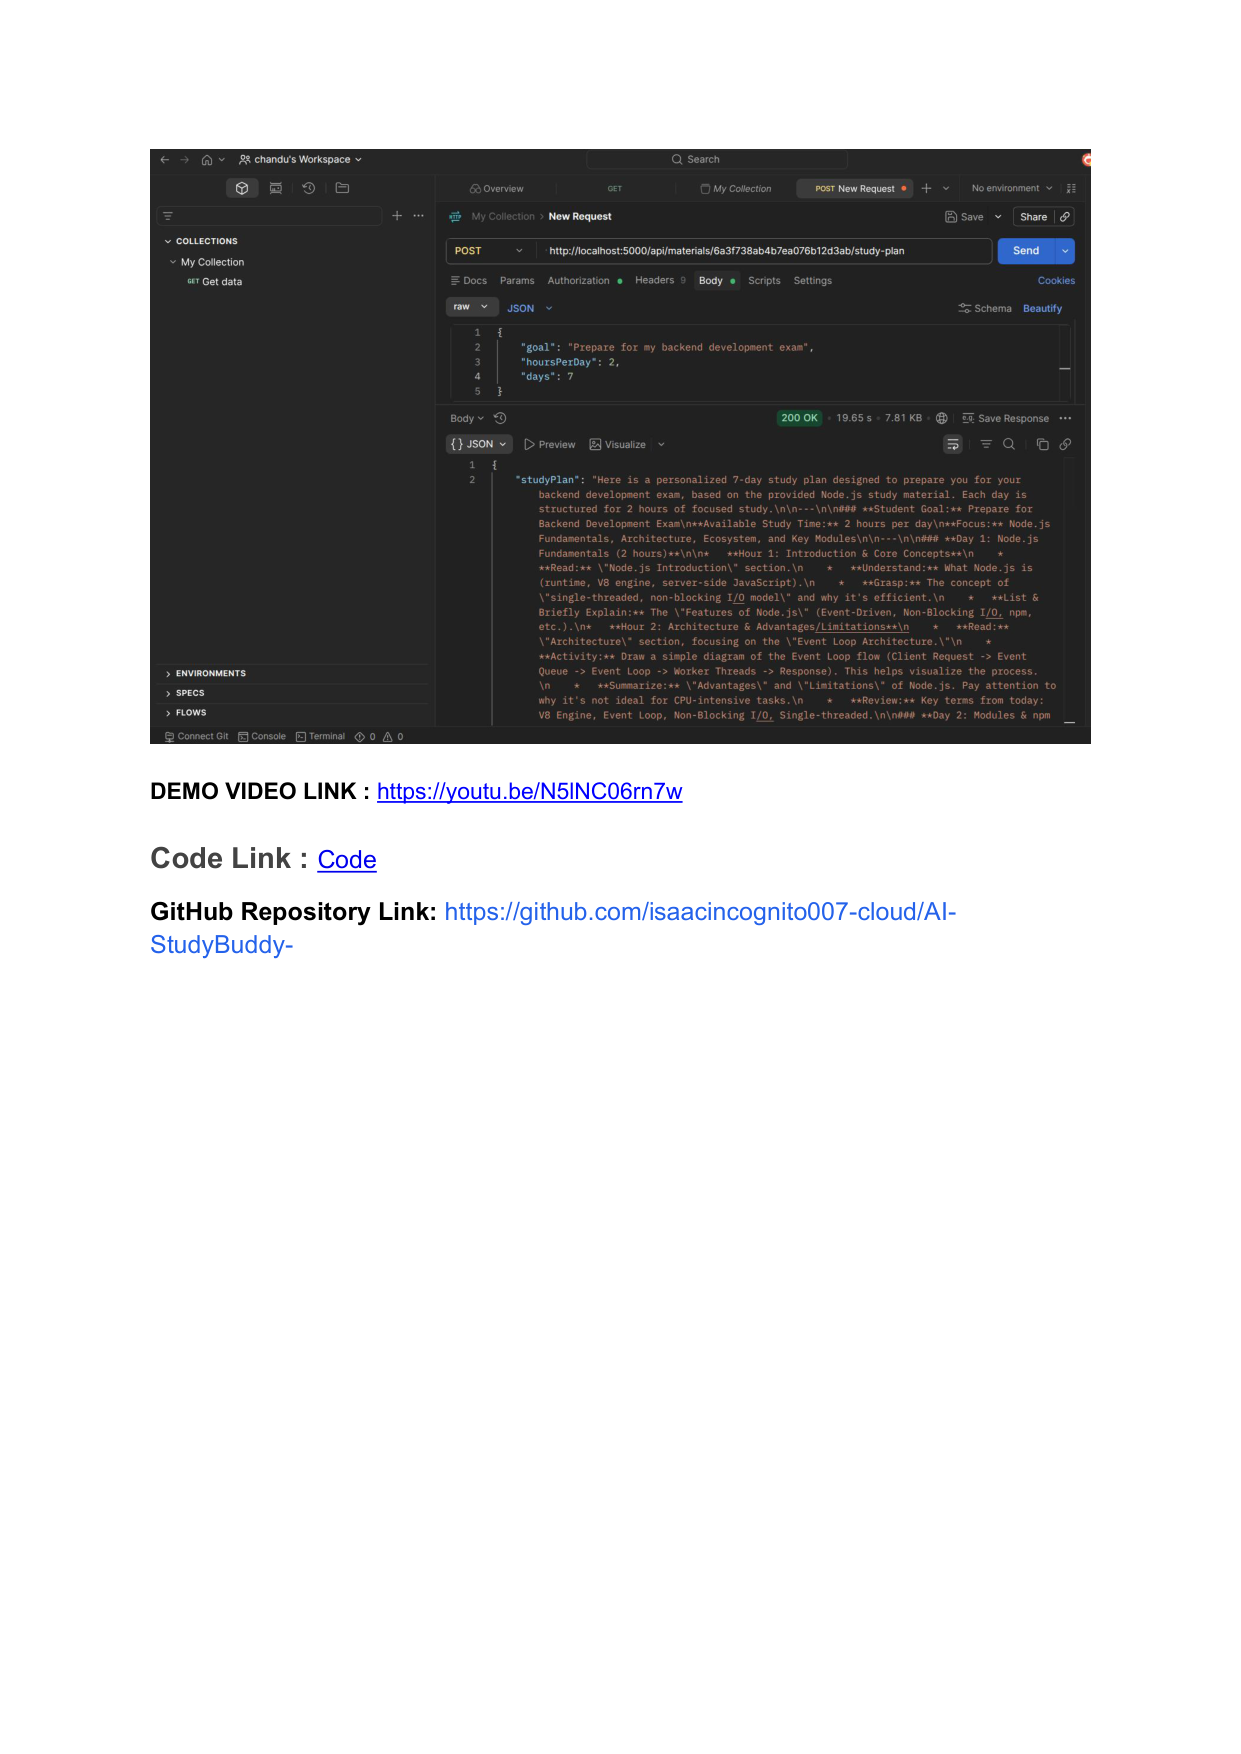 chandu's Workspace
Search
Overview
GET
My Collection
POST New Request
No environment
My Collection > New Request
Save
Share
COLLECTIONS
My Collection
GET Get data
POST
http://localhost:5000/api/materials/6a3f738ab4b7ea076b12d3ab/study-plan
Send
Docs Params Authorization Headers 9 Body Scripts Settings
Cookies
raw
JSON
Schema
Beautify
1 {
2 "goal": "Prepare for my backend development exam",
3 "hoursPerDay": 2,
4 "days": 7
5 }
Body
200 OK
19.65 s
7.81 KB
Save Response
{} JSON
Preview
Visualize
1 {
2 "studyPlan": "Here is a personalized 7-day study plan designed to prepare you for your
backend development exam, based on the provided Node.js study material. Each day is
structured for 2 hours of focused study.\n\n---\n\n### **Student Goal:** Prepare for
Backend Development Exam\n**Available Study Time:** 2 hours per day\n**Focus:** Node.js
Fundamentals, Architecture, Ecosystem, and Key Modules\n\n---\n\n### **Day 1: Node.js
Fundamentals (2 hours)**\n\n*   **Hour 1: Introduction & Core Concepts**\n    *
**Read:** \"Node.js Introduction\" section.\n    *   **Understand:** What Node.js is
(runtime, V8 engine, server-side JavaScript).\n    *   **Grasp:** The concept of
\"single-threaded, non-blocking I/O model\" and why it's efficient.\n    *   **List &
Briefly Explain:** The \"Features of Node.js\" (Event-Driven, Non-Blocking I/O, npm,
etc.).\n*   **Hour 2: Architecture & Advantages/Limitations**\n    *   **Read:**
\"Architecture\" section, focusing on the \"Event Loop Architecture.\"\n    *
**Activity:** Draw a simple diagram of the Event Loop flow (Client Request -> Event
Queue -> Event Loop -> Worker Threads -> Response). This helps visualize the process.
\n    *   **Summarize:** \"Advantages\" and \"Limitations\" of Node.js. Pay attention to
why it's not ideal for CPU-intensive tasks.\n    *   **Review:** Key terms from today:
V8 Engine, Event Loop, Non-Blocking I/O, Single-threaded.\n\n### **Day 2: Modules & npm
ENVIRONMENTS
SPECS
FLOWS
Connect Git
Console
Terminal
0
0
DEMO VIDEO LINK : https://youtu.be/N5lNC06rn7w
Code Link : Code
GitHub Repository Link: https://github.com/isaacincognito007-cloud/AI-
StudyBuddy-